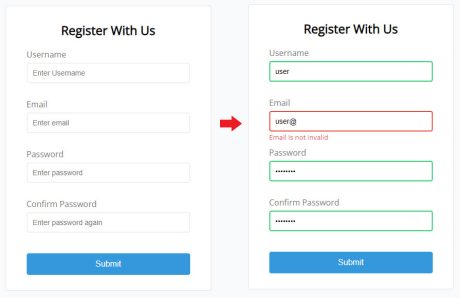 Register With Us
Username
Enter Username
Email
Enter email
Password
Enter password
Confirm Password
Enter password again
Submit
Register With Us
Username
user
Email
user@
Email is not invalid
Password
••••••••
Confirm Password
••••••••
Submit